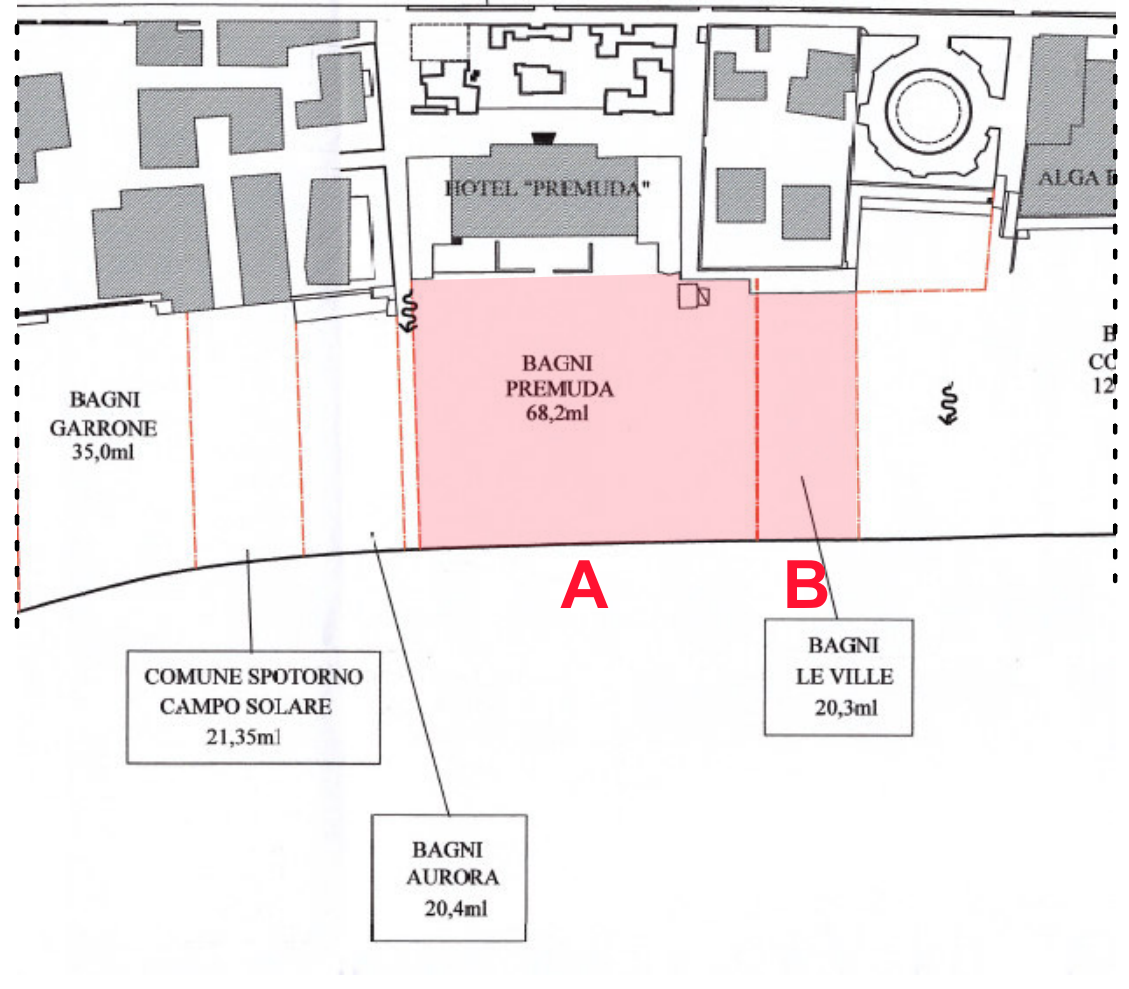 HOTEL "PREMUDA"
BAGNI
GARRONE
35,0ml
BAGNI
PREMUDA
68,2ml
A
B
COMUNE SPOTORNO
CAMPO SOLARE
21,35ml
BAGNI
LE VILLE
20,3ml
BAGNI
AURORA
20,4ml
ALGA